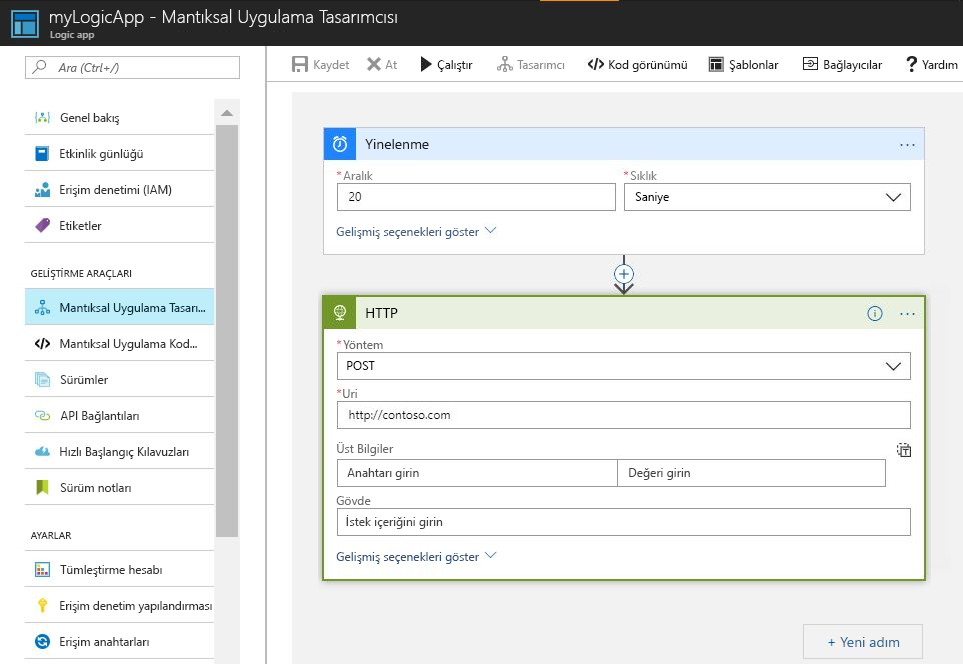 myLogicApp - Mantıksal Uygulama Tasarımcısı
Logic app
Ara (Ctrl+/)
Genel bakış
Etkinlik günlüğü
Erişim denetimi (IAM)
Etiketler
GELİŞTİRME ARAÇLARI
Mantıksal Uygulama Tasarı...
Mantıksal Uygulama Kod...
Sürümler
API Bağlantıları
Hızlı Başlangıç Kılavuzları
Sürüm notları
AYARLAR
Tümleştirme hesabı
Erişim denetim yapılandırması
Erişim anahtarları
Kaydet At Çalıştır Tasarımcı Kod görünümü Şablonlar Bağlayıcılar Yardım
Yinelenme
*Aralık *Sıklık
20 Saniye
Gelişmiş seçenekleri göster
HTTP
*Yöntem
POST
*Uri
http://contoso.com
Üst Bilgiler
Anahtarı girin Değeri girin
Gövde
İstek içeriğini girin
Gelişmiş seçenekleri göster
+ Yeni adım